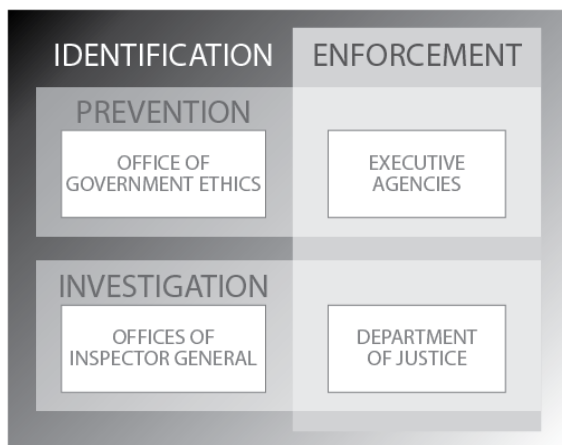 IDENTIFICATION
ENFORCEMENT
PREVENTION
OFFICE OF
GOVERNMENT ETHICS
EXECUTIVE
AGENCIES
INVESTIGATION
OFFICES OF
INSPECTOR GENERAL
DEPARTMENT
OF JUSTICE